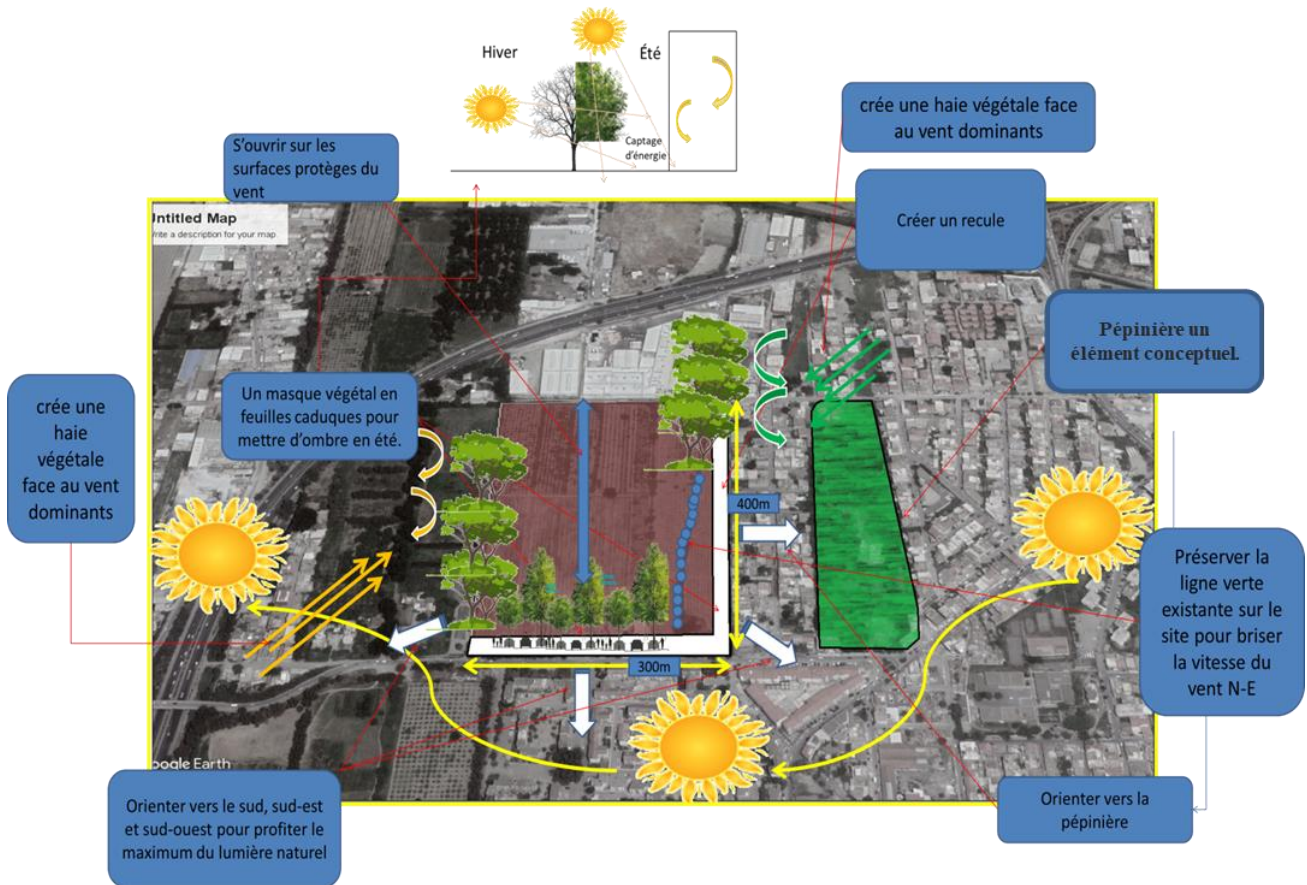 Hiver
Été
Captage
d'énergie
S'ouvrir sur les
surfaces protèges du
vent
crée une haie végétale face
au vent dominants
Créer un recule
Untitled Map
Write a description for your map.
Pépinière un
élément conceptuel.
Un masque végétal en
feuilles caduques pour
mettre d'ombre en été.
crée une
haie
végétale
face au vent
dominants
400m
300m
Préserver la
ligne verte
existante sur le
site pour briser
la vitesse du
vent N-E
oogle Earth
Orienter vers le sud, sud-est
et sud-ouest pour profiter le
maximum du lumière naturel
Orienter vers la
pépinière